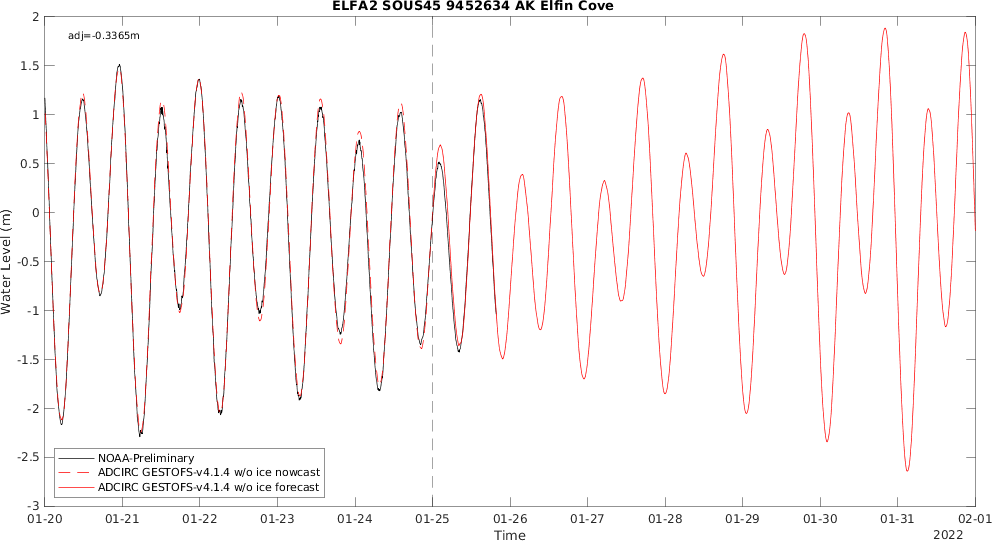 ELFA2 SOUS45 9452634 AK Elfin Cove
adj=-0.3365m
2
1.5
1
0.5
0
-0.5
-1
-1.5
-2
-2.5
-3
Water Level (m)
NOAA-Preliminary
ADCIRC GESTOFS-v4.1.4 w/o ice nowcast
ADCIRC GESTOFS-v4.1.4 w/o ice forecast
01-20 01-21 01-22 01-23 01-24 01-25 01-26 01-27 01-28 01-29 01-30 01-31 02-01
Time
2022